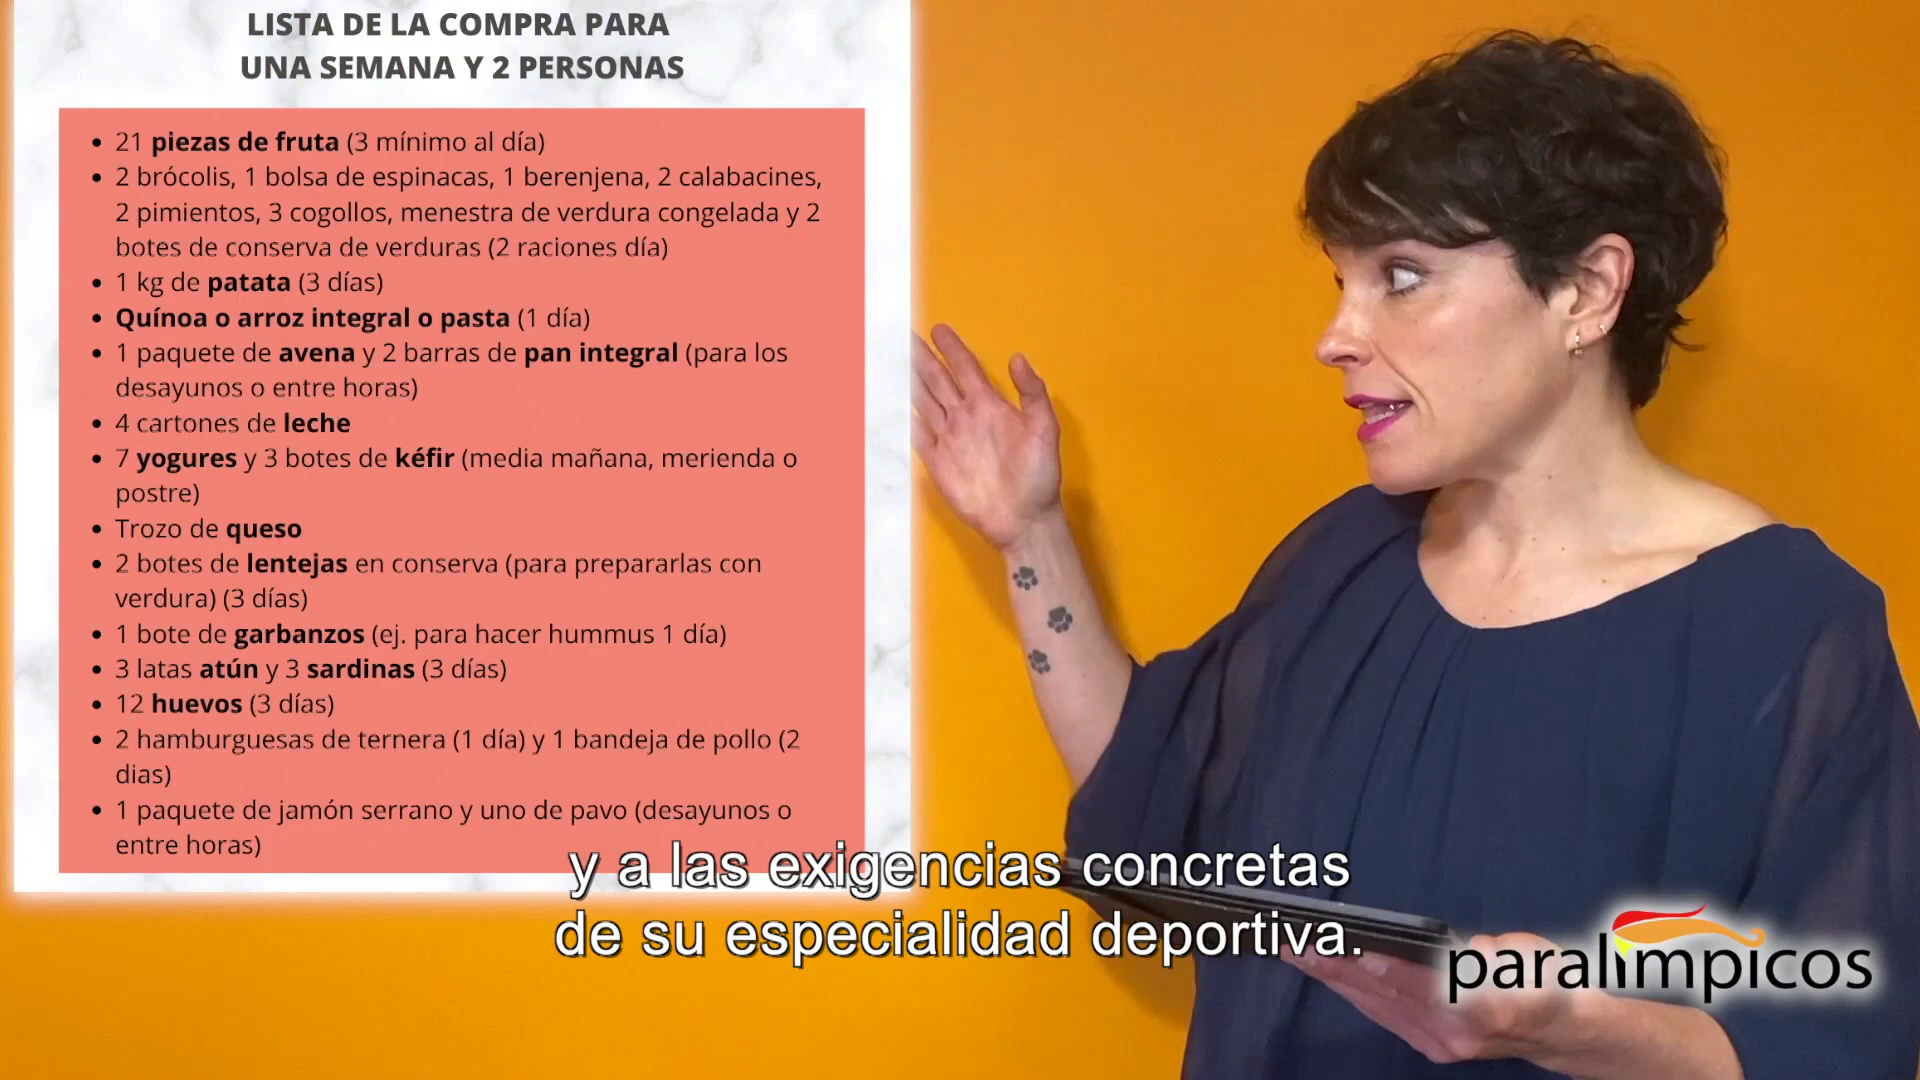 LISTA DE LA COMPRA PARA
UNA SEMANA Y 2 PERSONAS
• 21 piezas de fruta (3 mínimo al día)
• 2 brócolis, 1 bolsa de espinacas, 1 berenjena, 2 calabacines,
2 pimientos, 3 cogollos, menestra de verdura congelada y 2
botes de conserva de verduras (2 raciones día)
• 1 kg de patata (3 días)
• Quínoa o arroz integral o pasta (1 día)
• 1 paquete de avena y 2 barras de pan integral (para los
desayunos o entre horas)
• 4 cartones de leche
• 7 yogures y 3 botes de kéfir (media mañana, merienda o
postre)
• Trozo de queso
• 2 botes de lentejas en conserva (para prepararlas con
verdura) (3 días)
• 1 bote de garbanzos (ej. para hacer hummus 1 día)
• 3 latas atún y 3 sardinas (3 días)
• 12 huevos (3 días)
• 2 hamburguesas de ternera (1 día) y 1 bandeja de pollo (2
dias)
• 1 paquete de jamón serrano y uno de pavo (desayunos o
entre horas)
y a las exigencias concretas
de su especialidad deportiva.
paralímpicos